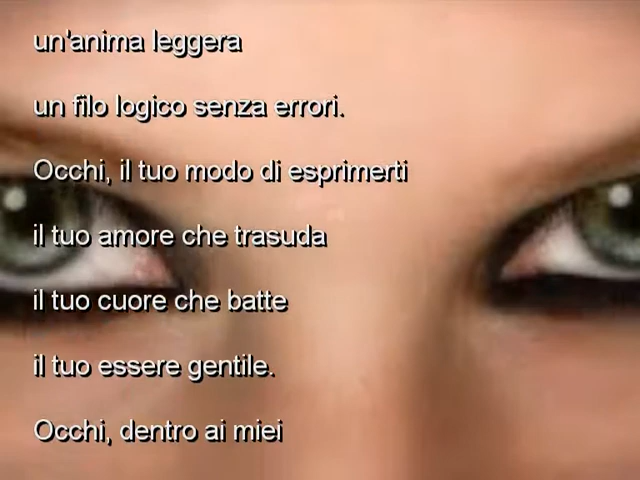 un'anima leggera
un filo logico senza errori.
Occhi, il tuo modo di esprimerti
il tuo amore che trasuda
il tuo cuore che batte
il tuo essere gentile.
Occhi, dentro ai miei